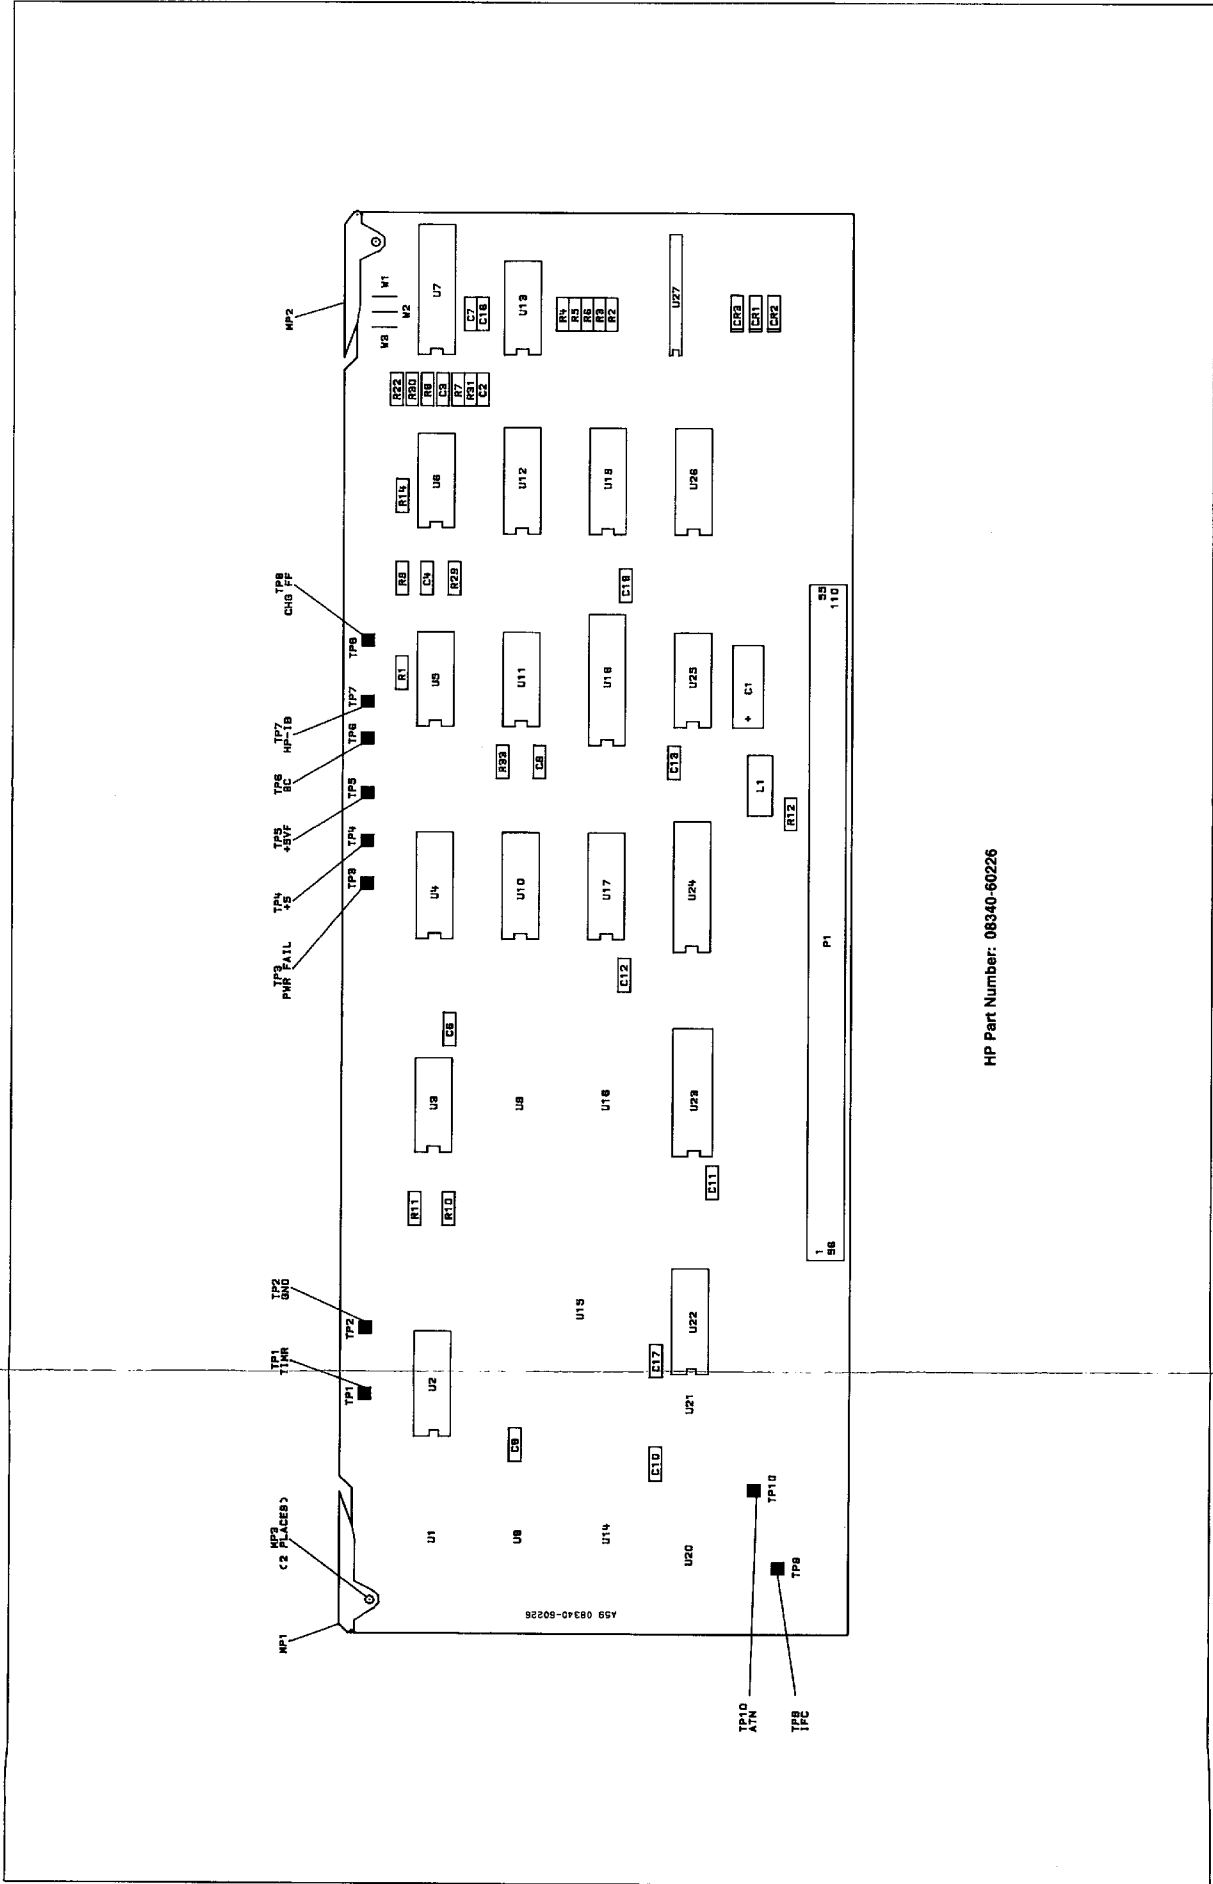 MP1
MP3
(2 PLACES)
TP1
TIMR
TP2
GND
TP3
PWR FAIL
TP4
+5
TP5
+5VF
TP6
BC
TP7
HP-IB
TP8
CHG FF
MP2
TP1
TP2
TP3
TP4
TP5
TP6
TP7
TP8
W3
W2
W1
R11
R1
R9
R14
R22
R30
R8
C3
R7
R31
C2
U1
U2
R10
U3
C6
U4
U5
C4
R29
U6
U7
C7
C16
U8
C9
U9
U10
R33
C8
U11
U12
U13
R4
R5
R6
R3
R2
U14
U15
U16
C12
U17
U18
C19
U19
C10
C17
U20
U21
U22
C11
U23
U24
C13
U25
U26
U27
CR3
CR1
CR2
A59 08340-60226
TP10
TP9
L1
R12
+ C1
1
56
P1
55
110
TP10
ATN
TP9
IFC
HP Part Number: 08340-60226